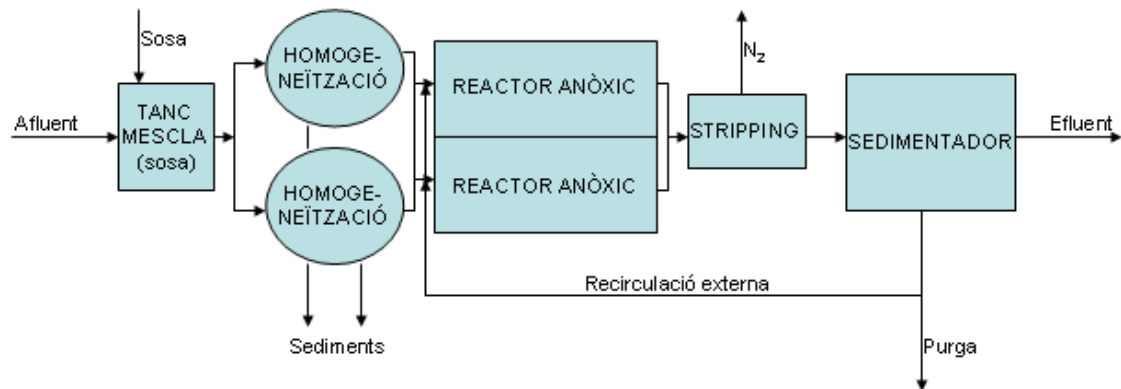 Sosa
Afluent
TANC
MESCLA
(sosa)
HOMOGE-
NEÏTZACIÓ
HOMOGE-
NEÏTZACIÓ
Sediments
REACTOR ANÒXIC
REACTOR ANÒXIC
N₂
STRIPPING
SEDIMENTADOR
Efluent
Recirculació externa
Purga